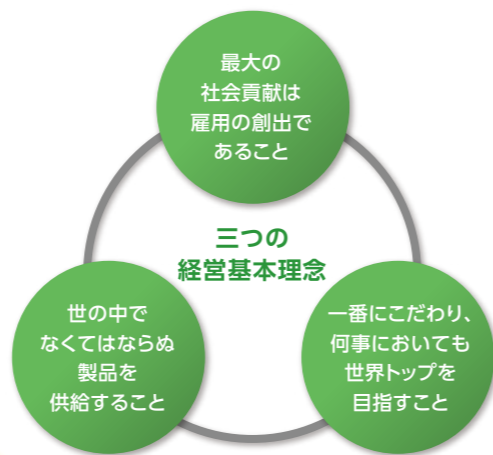 最大の
社会貢献は
雇用の創出で
あること
三つの
経営基本理念
世の中で
なくてはならぬ
製品を
供給すること
一番にこだわり、
何事においても
世界トップを
目指すこと